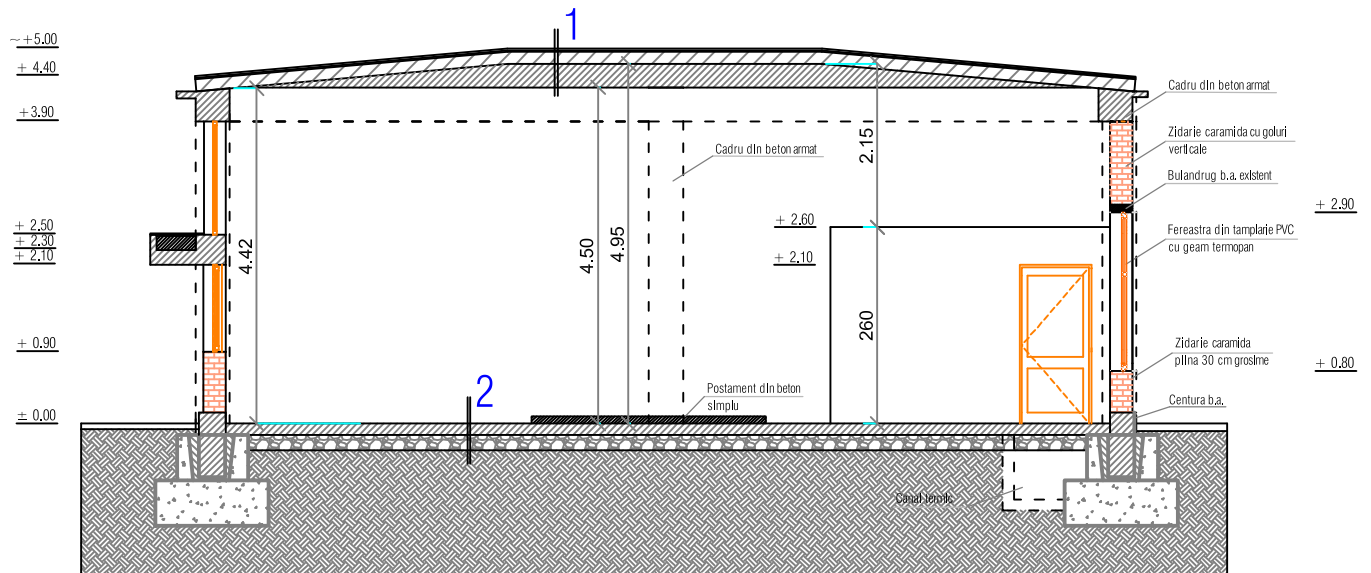 1
~+5.00
+ 4.40
+3.90
+ 2.50
+ 2.30
+ 2.10
+ 0.90
± 0.00
4.42
4.50
4.95
Cadru din beton armat
2.15
+ 2.60
+ 2.10
260
2
Postament din beton
simplu
Canal termic
Cadru din beton armat
Zidarie caramida cu goluri
verticale
Bulandrug b.a. existent
+ 2.90
Fereastra din tamplarie PVC
cu geam termopan
Zidarie caramida
plina 30 cm grosime
+ 0.80
Centura b.a.